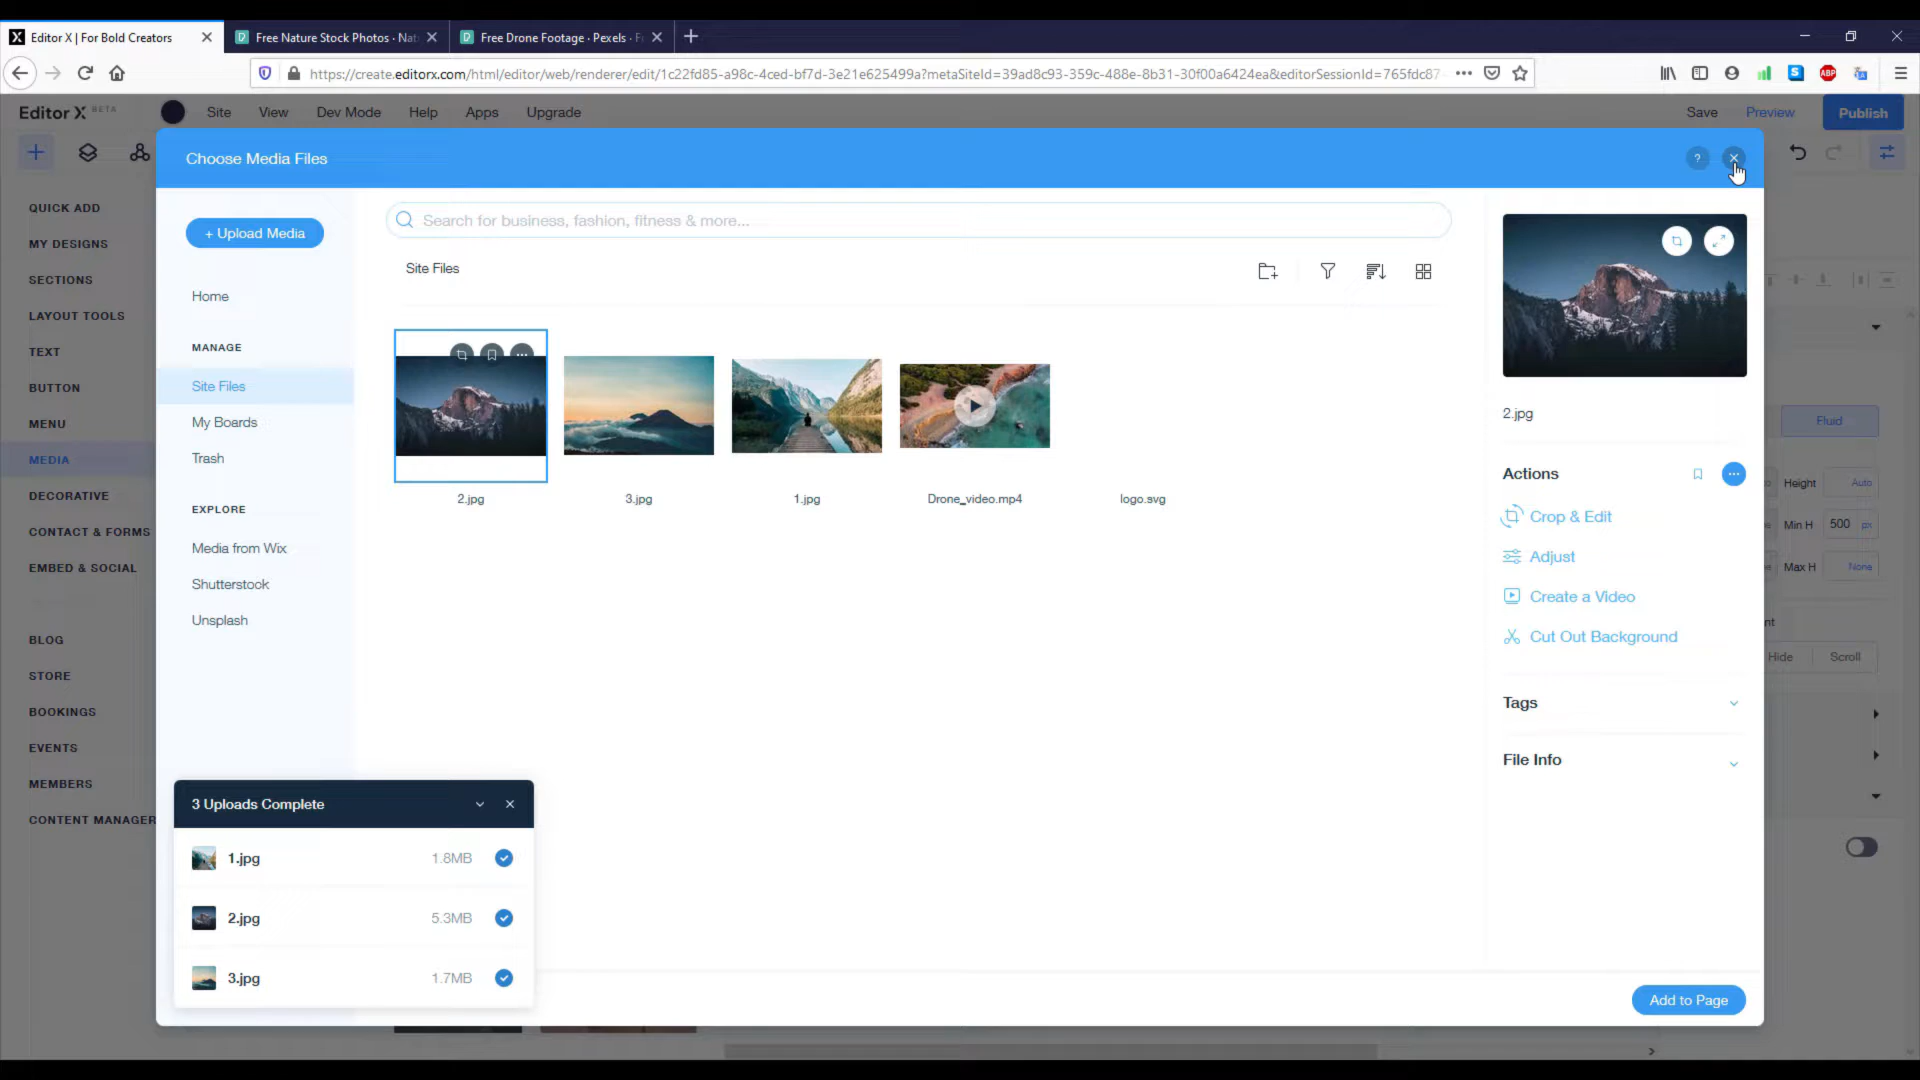 Editor X | For Bold Creators
Free Nature Stock Photos · Nat
Free Drone Footage · Pexels · F
https://create.editorx.com/html/editor/web/renderer/edit/1c22fd85-a98c-4ced-bf7d-3e21e625499a?metaSiteId=39ad8c93-359c-488e-8b31-30f00a6424ea&editorSessionId=765fdc87-
ABP
Editor X BETA
Site
View
Dev Mode
Help
Apps
Upgrade
Save
Preview
Publish
Choose Media Files
?
QUICK ADD
MY DESIGNS
SECTIONS
LAYOUT TOOLS
TEXT
BUTTON
MENU
MEDIA
DECORATIVE
CONTACT & FORMS
EMBED & SOCIAL
BLOG
STORE
BOOKINGS
EVENTS
MEMBERS
CONTENT MANAGER
+ Upload Media
Home
MANAGE
Site Files
My Boards
Trash
EXPLORE
Media from Wix
Shutterstock
Unsplash
Search for business, fashion, fitness & more...
Site Files
2.jpg
3.jpg
1.jpg
Drone_video.mp4
logo.svg
2.jpg
Actions
Crop & Edit
Adjust
Create a Video
Cut Out Background
Tags
File Info
Fluid
Height
Auto
Min H
500
px
Max H
None
nt
Hide
Scroll
3 Uploads Complete
1.jpg
1.8MB
2.jpg
5.3MB
3.jpg
1.7MB
Add to Page